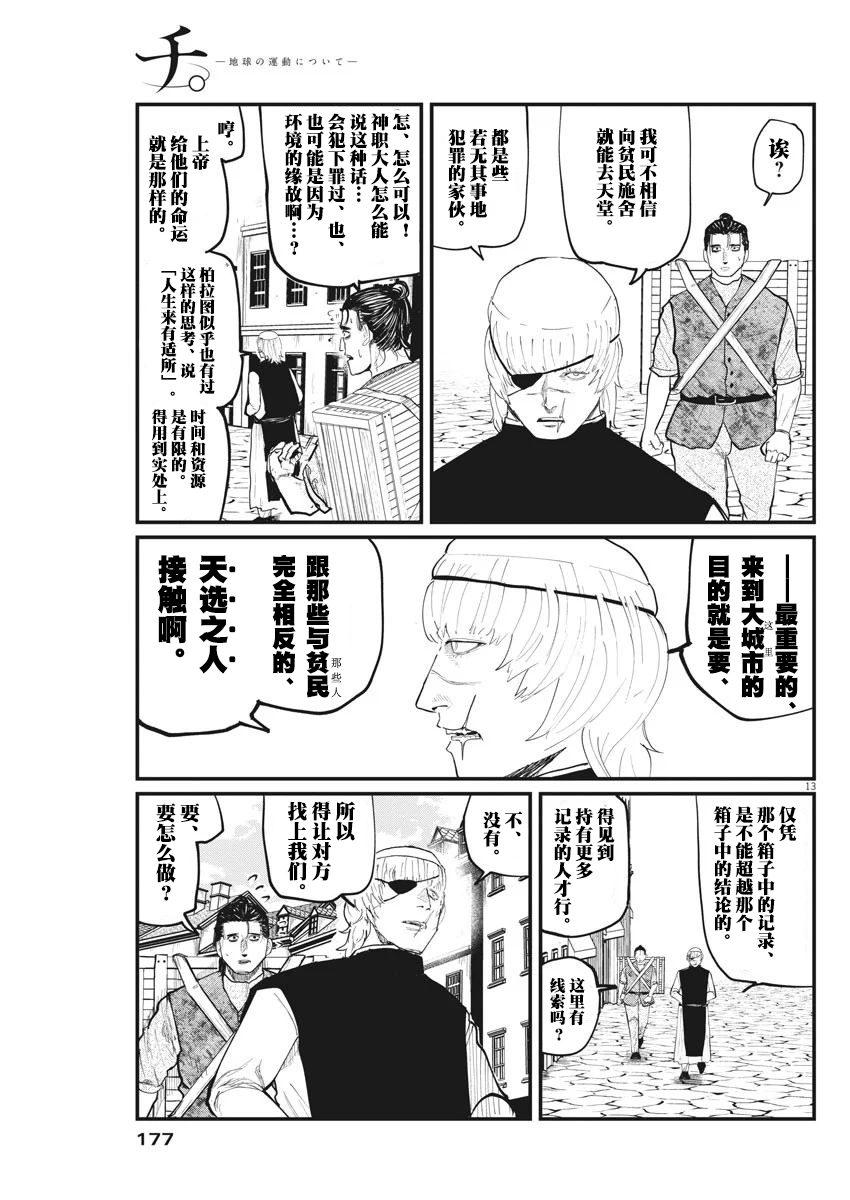 チ。
―地球の運動について―
诶？
我可不相信
向贫民施舍
就能去天堂。
都是些
若无其事地
犯罪的家伙。
怎、怎么可以！
神职大人怎么能
说这种话…
会犯下罪过、也、
也可能是因为
环境的缘故啊…？
哼。
上帝
给他们的命运
就是那样的。
柏拉图似乎也有过
这样的思考、说
「人生来有适所」。
时间和资源
是有限的。
得用到实处上。
——最重要的、
来到大城市的
这里
目的就是要、
跟那些与贫民
那些人
完全相反的、
天选之人
接触啊。
13
仅凭
那个箱子中的记录、
是不能超越那个
箱子中的结论的。
得见到
持有更多
记录的人才行。
这里有
线索吗？
不、
没有。
所以
得让对方
找上我们。
要、
要怎么做？
177